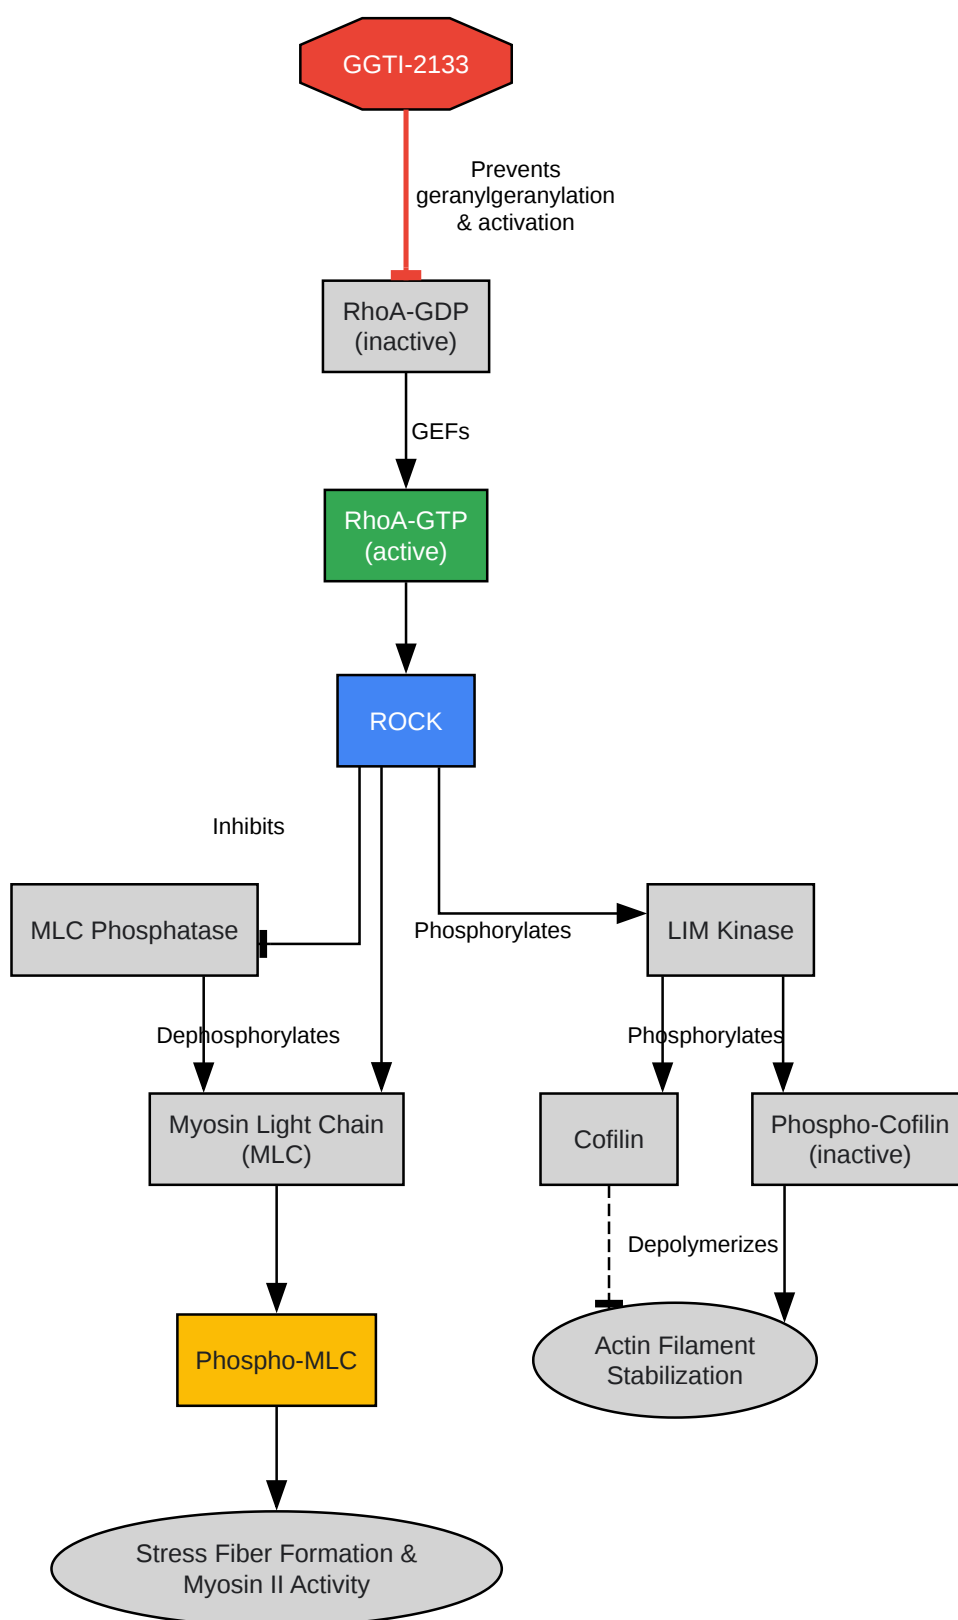 GGTI-2133
Prevents
geranylgeranylation
& activation
RhoA-GDP
(inactive)
GEFs
RhoA-GTP
(active)
ROCK
Inhibits
MLC Phosphatase
Phosphorylates
LIM Kinase
Dephosphorylates
Phosphorylates
Myosin Light Chain
(MLC)
Cofilin
Phospho-Cofilin
(inactive)
Depolymerizes
Phospho-MLC
Actin Filament
Stabilization
Stress Fiber Formation &
Myosin II Activity